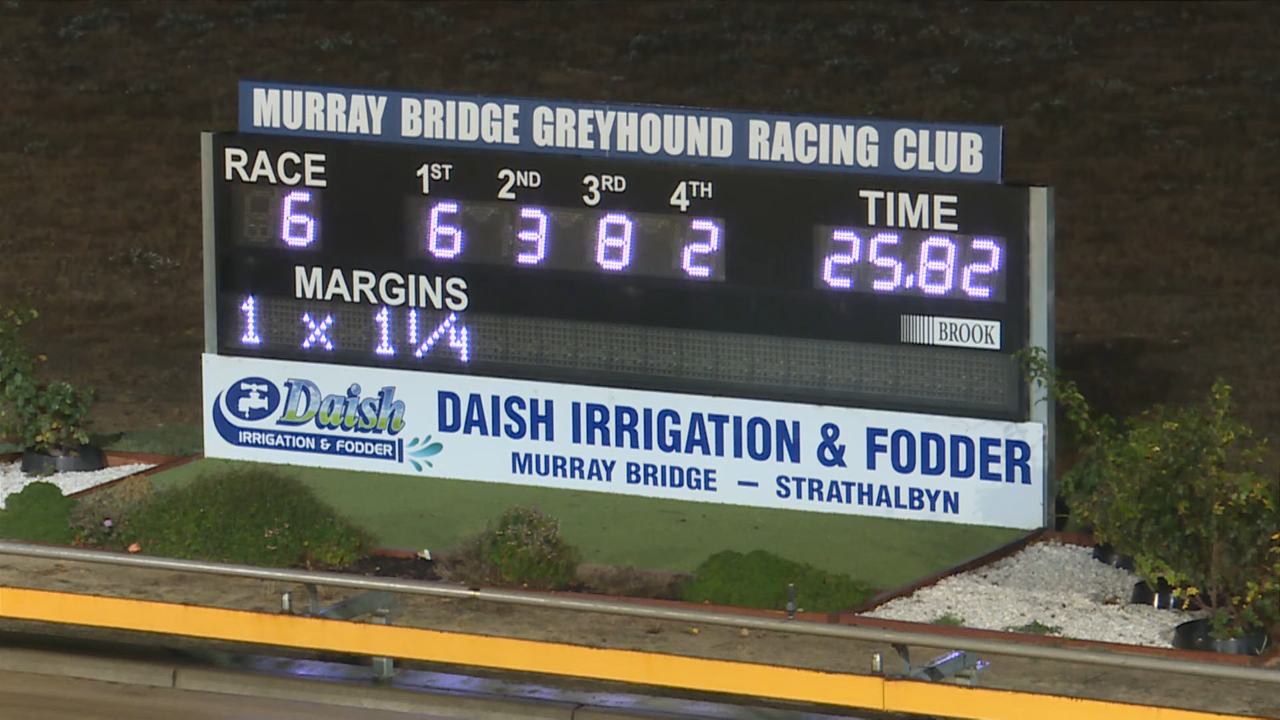 MURRAY BRIDGE GREYHOUND RACING CLUB
RACE 1ST 2ND 3RD 4TH TIME
6 6 3 8 2 25.82
MARGINS
1 x 1 1/4
BROOK
Daish
IRRIGATION & FODDER
DAISH IRRIGATION & FODDER
MURRAY BRIDGE – STRATHALBYN